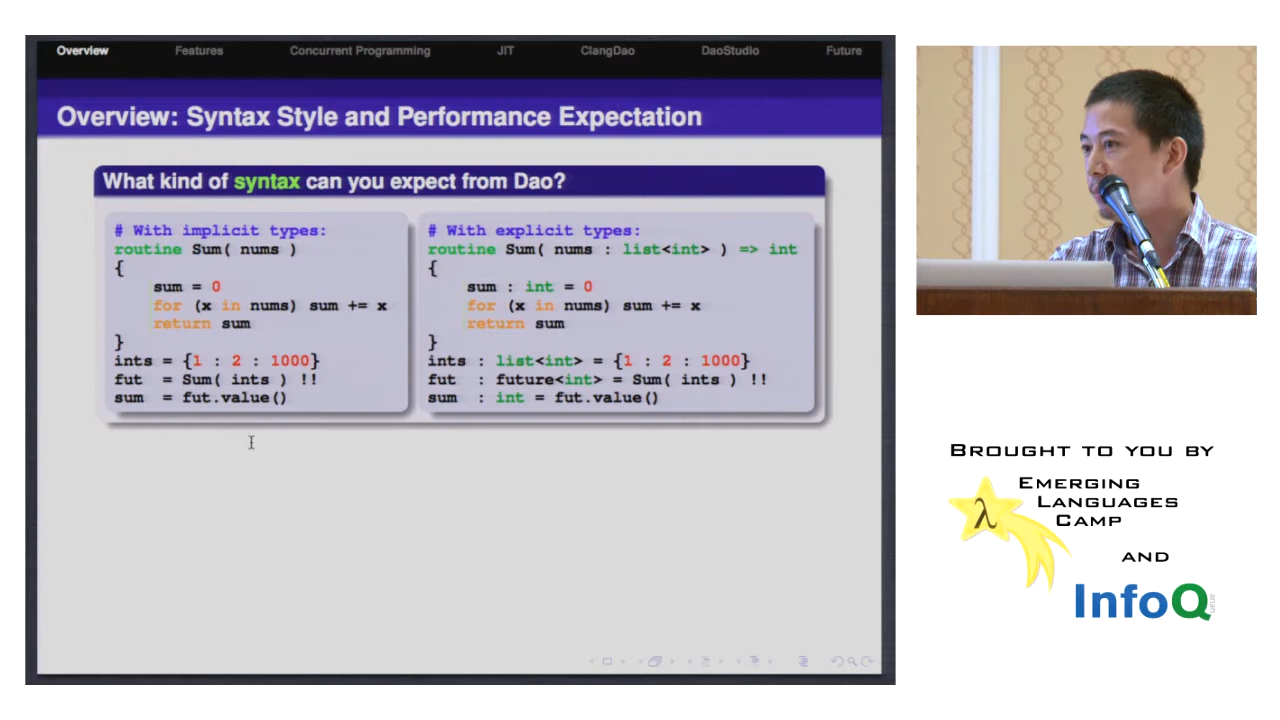 Overview Features Concurrent Programming JIT ClangDao DaoStudio Future
Overview: Syntax Style and Performance Expectation
What kind of syntax can you expect from Dao?
# With implicit types:
routine Sum( nums )
{
sum = 0
for (x in nums) sum += x
return sum
}
ints = {1 : 2 : 1000}
fut = Sum( ints ) !!
sum = fut.value()
# With explicit types:
routine Sum( nums : list<int> ) => int
{
sum : int = 0
for (x in nums) sum += x
return sum
}
ints : list<int> = {1 : 2 : 1000}
fut : future<int> = Sum( ints ) !!
sum : int = fut.value()
BROUGHT TO YOU BY
λ
EMERGING
LANGUAGES
CAMP
AND
InfoQ